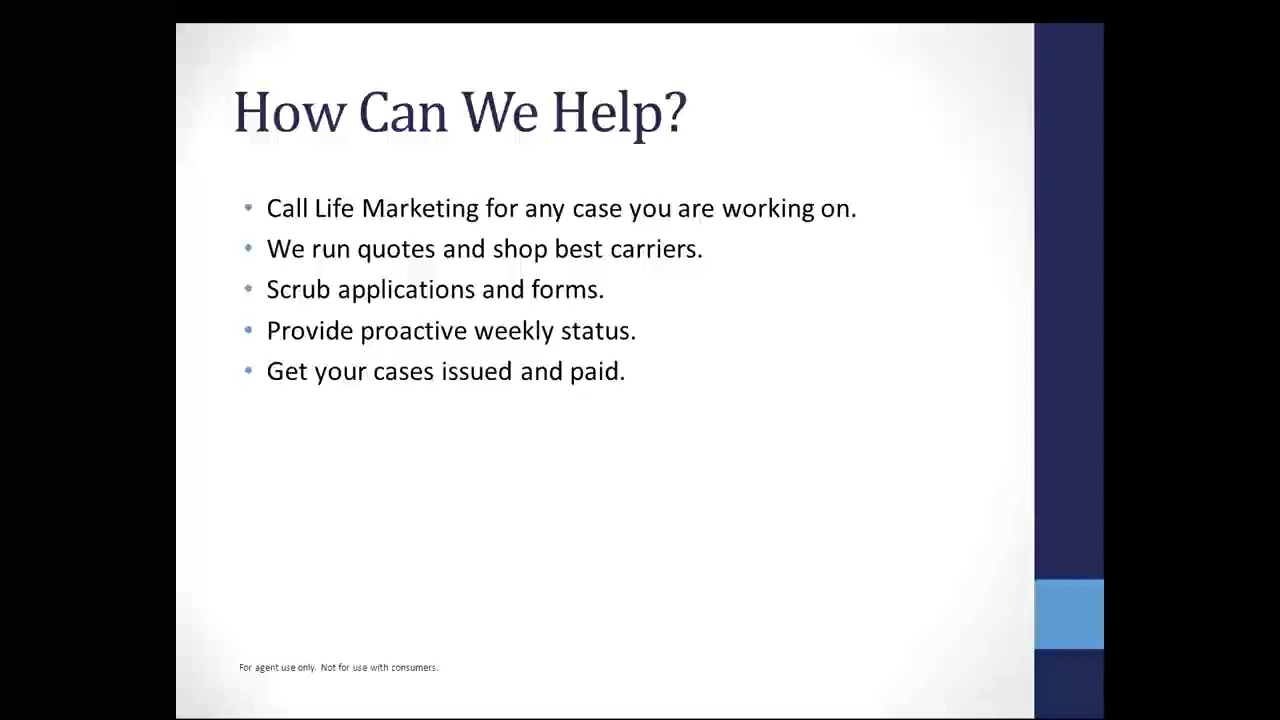 How Can We Help?
• Call Life Marketing for any case you are working on.
• We run quotes and shop best carriers.
• Scrub applications and forms.
• Provide proactive weekly status.
• Get your cases issued and paid.
For agent use only. Not for use with consumers.